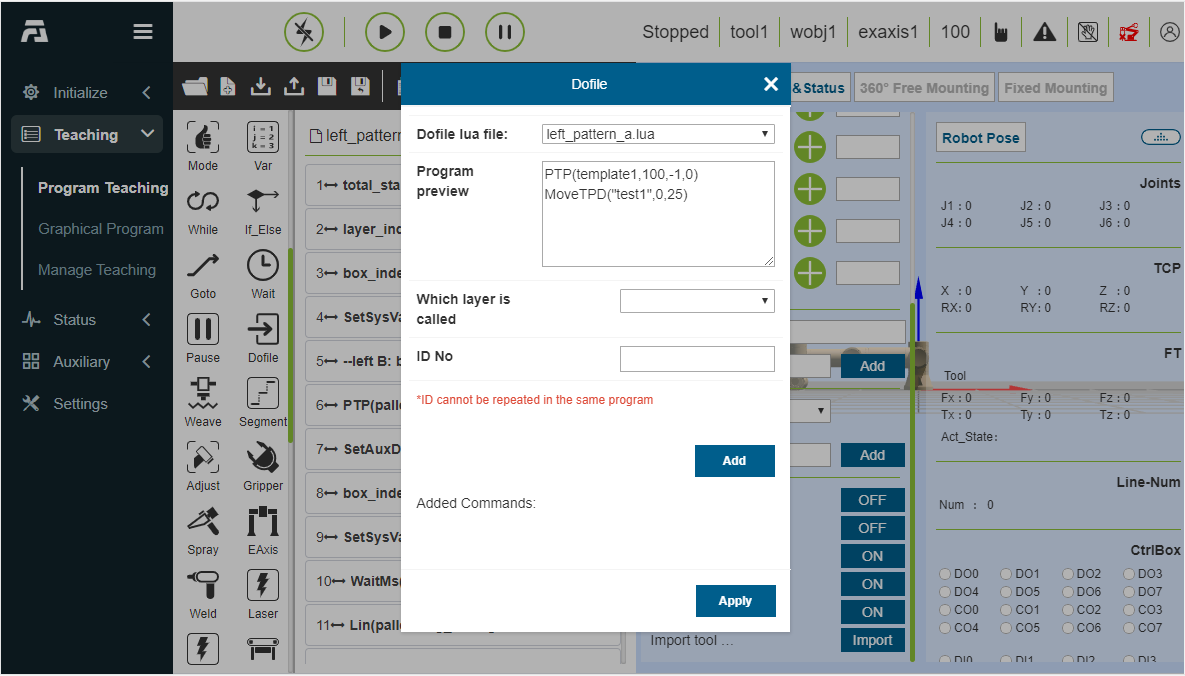 Stopped
tool1
wobj1
exaxis1
100
Initialize
Teaching
Program Teaching
Graphical Program
Manage Teaching
Status
Auxiliary
Settings
Mode
i = 1
j = 2
k = 3
Var
While
If_Else
Goto
Wait
Pause
Dofile
Weave
Segment
Adjust
Gripper
Spray
EAxis
Weld
Laser
left_pattern
1 total_sta
2 layer_ind
3 box_inde
4 SetSysVa
5 --left B: b
6 PTP(palle
7 SetAuxD
8 box_inde
9 SetSysVa
10 WaitMs(
11 Lin(pall
Dofile
Dofile lua file:
left_pattern_a.lua
Program
preview
PTP(template1,100,-1,0)
MoveTPD("test1",0,25)
Which layer is
called
ID No
*ID cannot be repeated in the same program
Add
Added Commands:
Apply
&Status
360° Free Mounting
Fixed Mounting
Add
Add
OFF
OFF
ON
ON
ON
Import tool ...
Import
Robot Pose
Joints
J1 : 0 J2 : 0 J3 : 0
J4 : 0 J5 : 0 J6 : 0
TCP
X : 0 Y : 0 Z : 0
RX: 0 RY: 0 RZ: 0
FT
Tool
Fx : 0 Fy : 0 Fz : 0
Tx : 0 Ty : 0 Tz : 0
Act_State:
Line-Num
Num : 0
CtrlBox
DO0 DO1 DO2 DO3
DO4 DO5 DO6 DO7
CO0 CO1 CO2 CO3
CO4 CO5 CO6 CO7
DI0 DI1 DI2 DI3